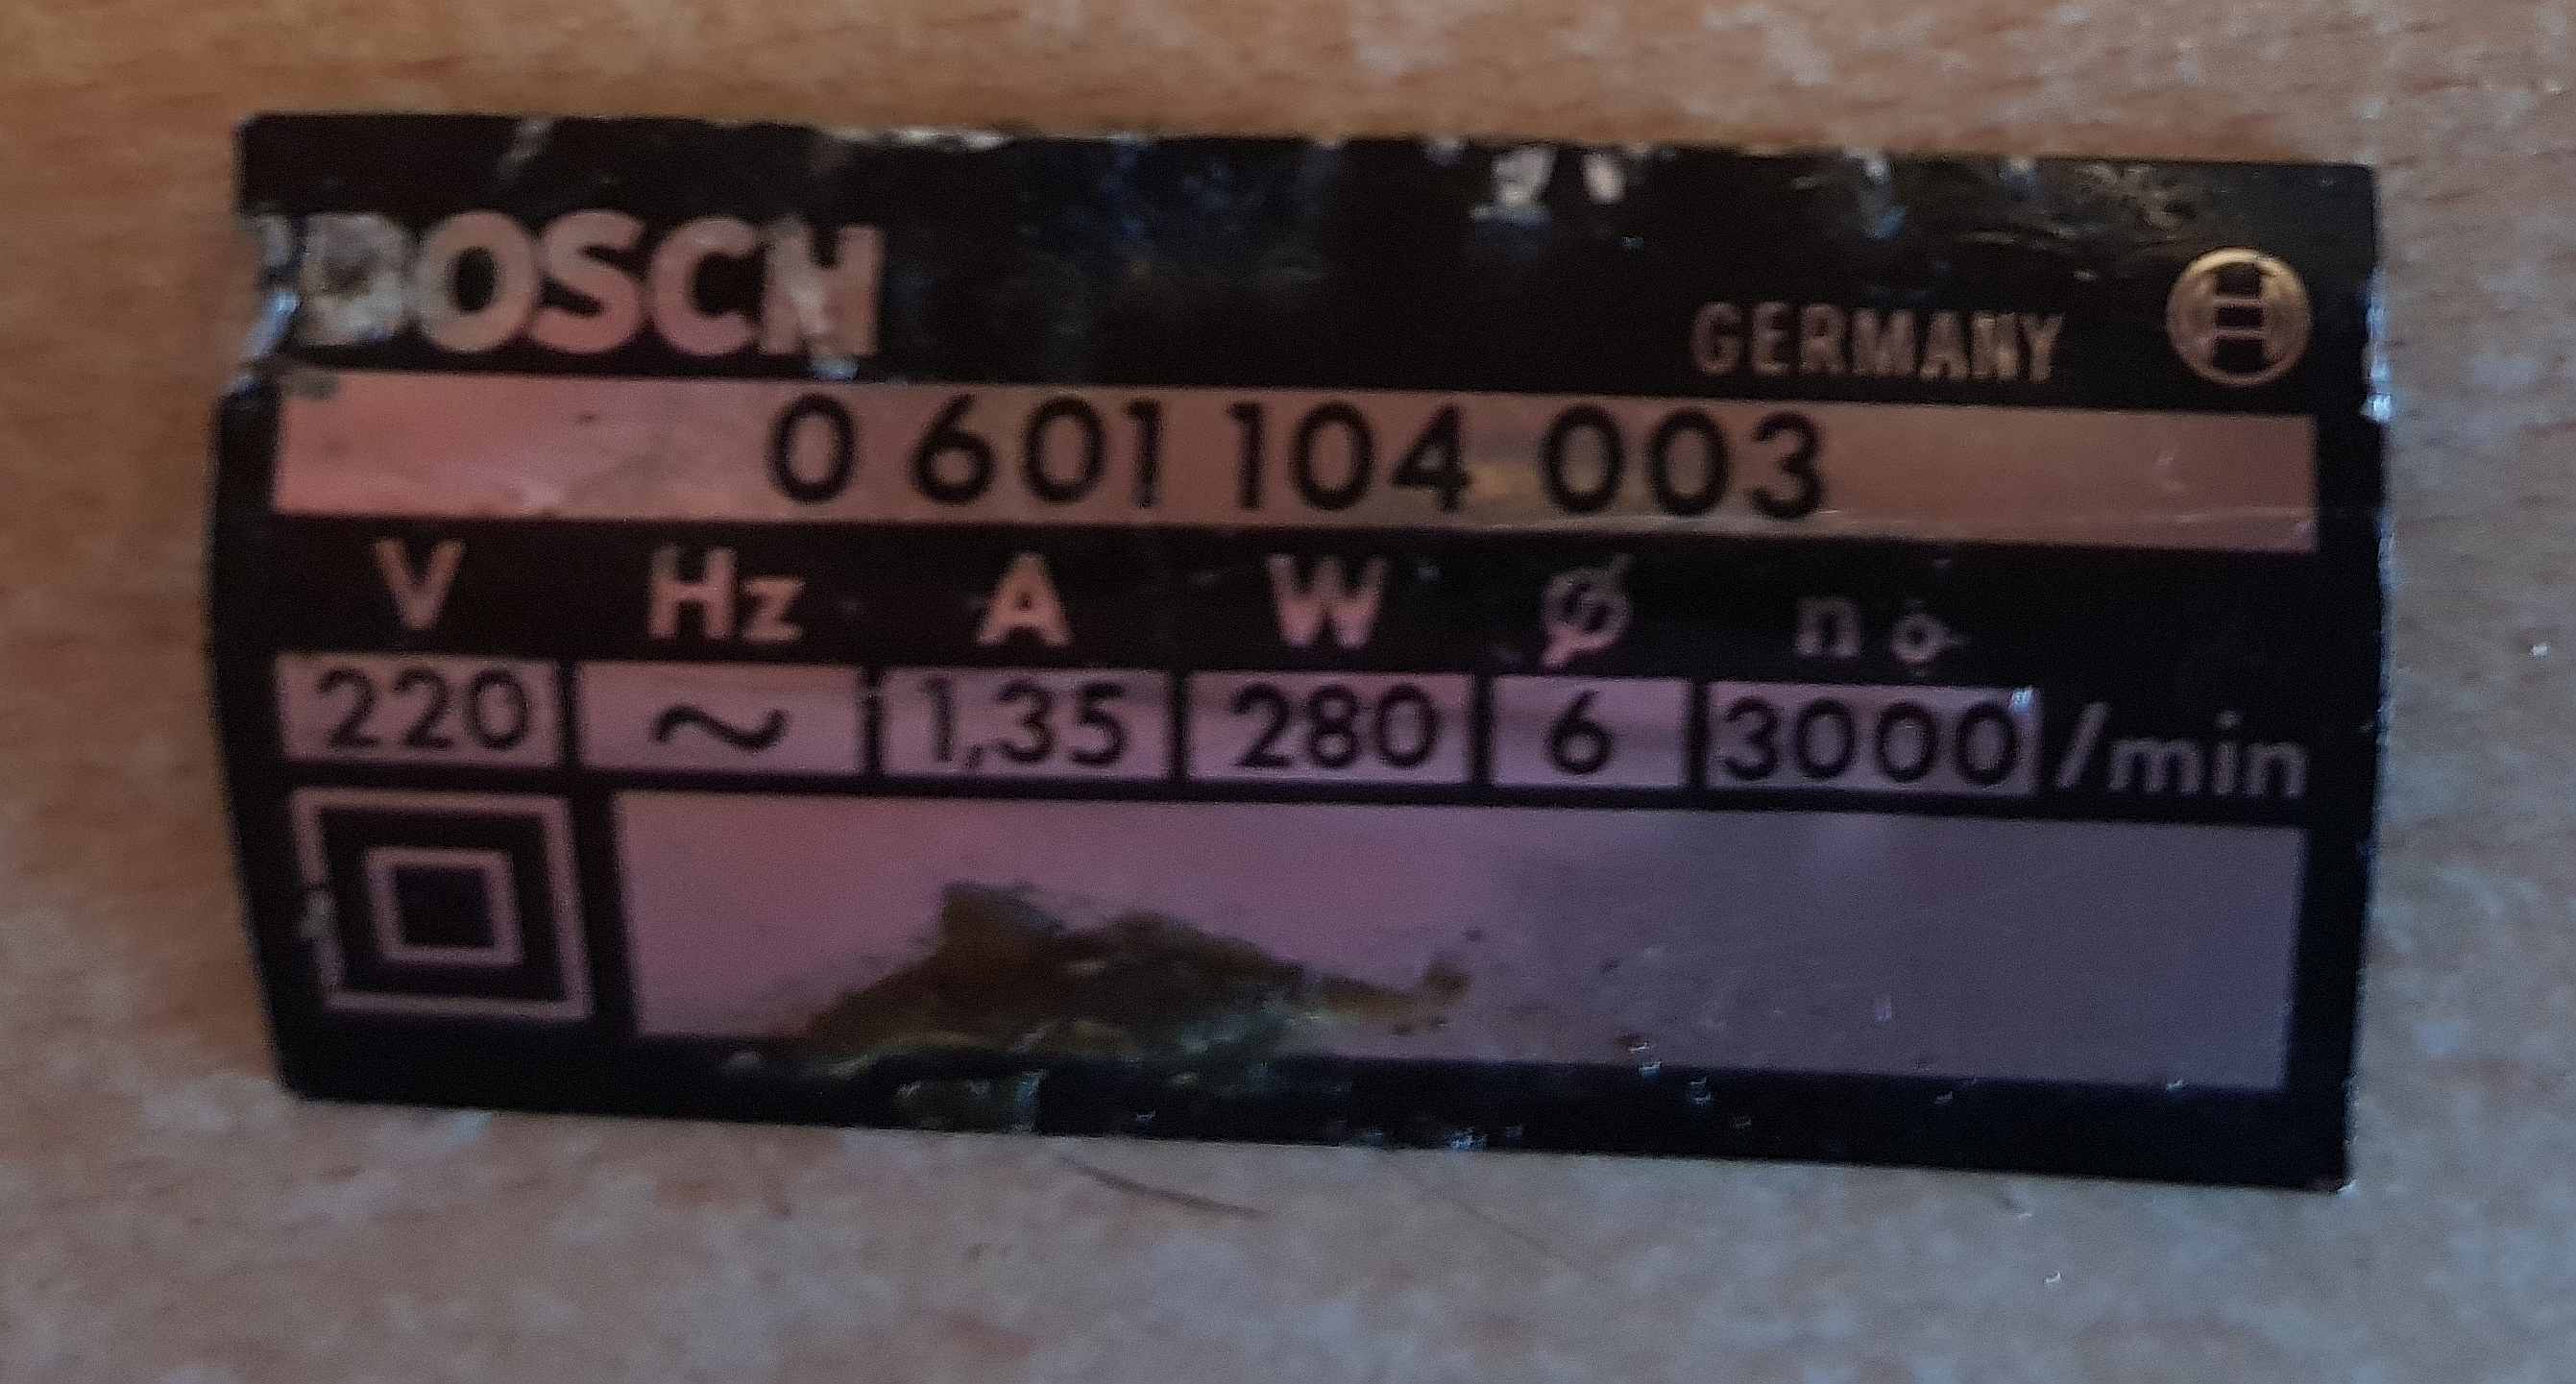 BOSCH
GERMANY
0 601 104 003
V Hz A W Ø n
220 ~ 1,35 280 6 3000 /min